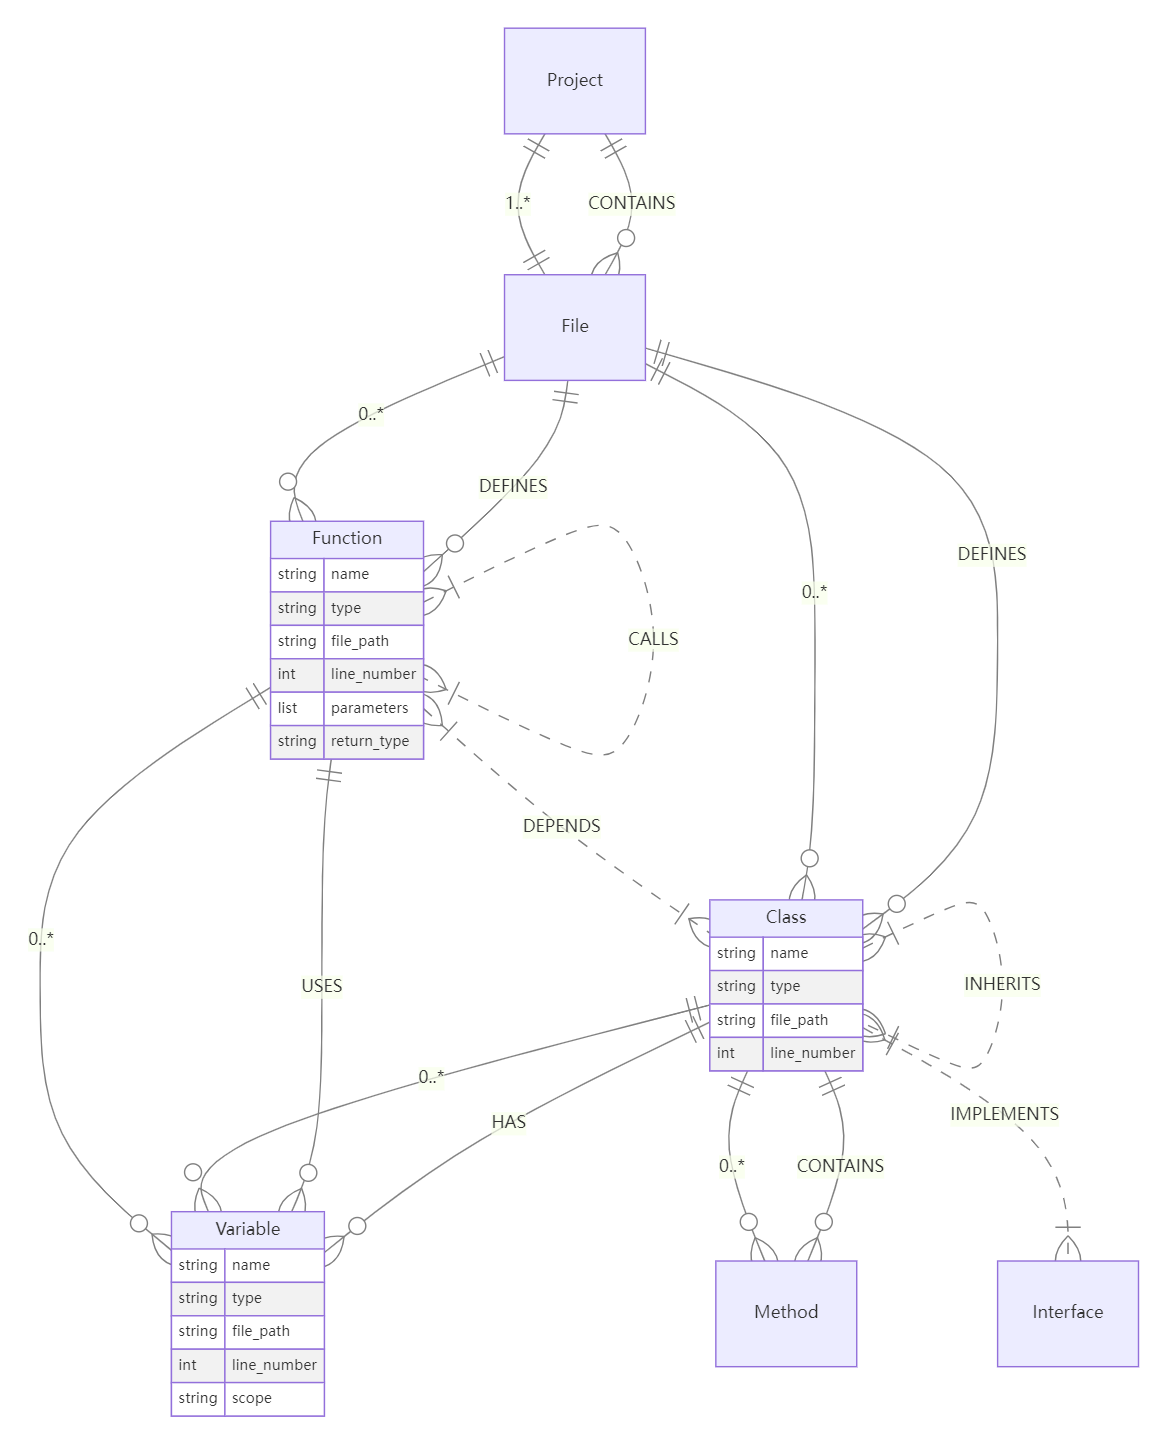 Project
1..*
CONTAINS
File
0..*
DEFINES
Function
string name
string type
string file_path
int line_number
list parameters
string return_type
CALLS
0..*
DEFINES
DEPENDS
Class
string name
string type
string file_path
int line_number
INHERITS
0..*
USES
0..*
HAS
0..*
CONTAINS
IMPLEMENTS
Variable
string name
string type
string file_path
int line_number
string scope
Method
Interface